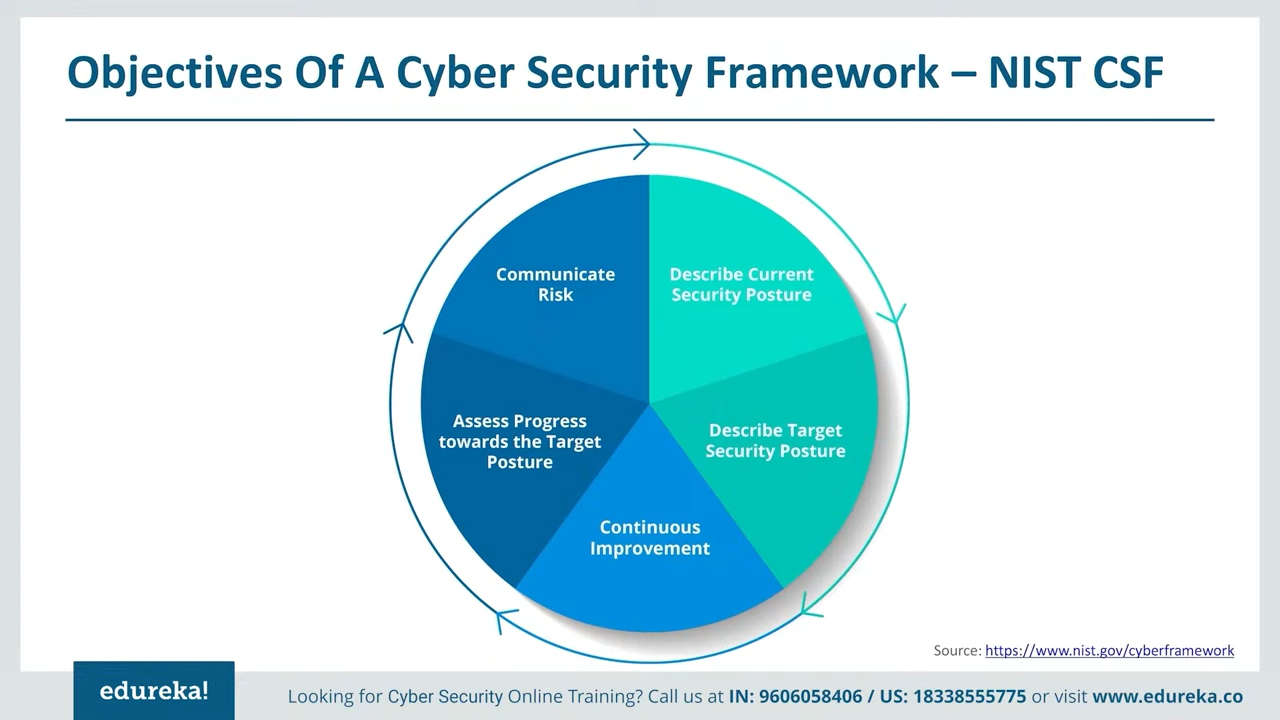 Objectives Of A Cyber Security Framework – NIST CSF
Communicate
Risk
Describe Current
Security Posture
Assess Progress
towards the Target
Posture
Describe Target
Security Posture
Continuous
Improvement
Source: https://www.nist.gov/cyberframework
edureka!
Looking for Cyber Security Online Training? Call us at IN: 9606058406 / US: 18338555775 or visit www.edureka.co